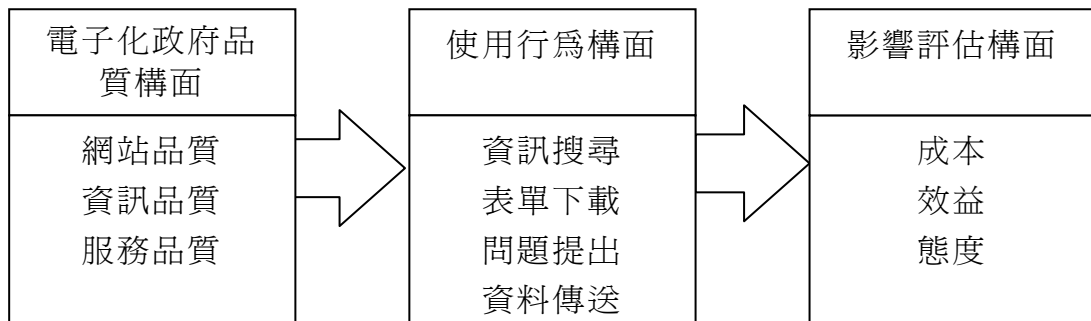 電子化政府品
質構面
網站品質
資訊品質
服務品質
使用行為構面
資訊搜尋
表單下載
問題提出
資料傳送
影響評估構面
成本
效益
態度